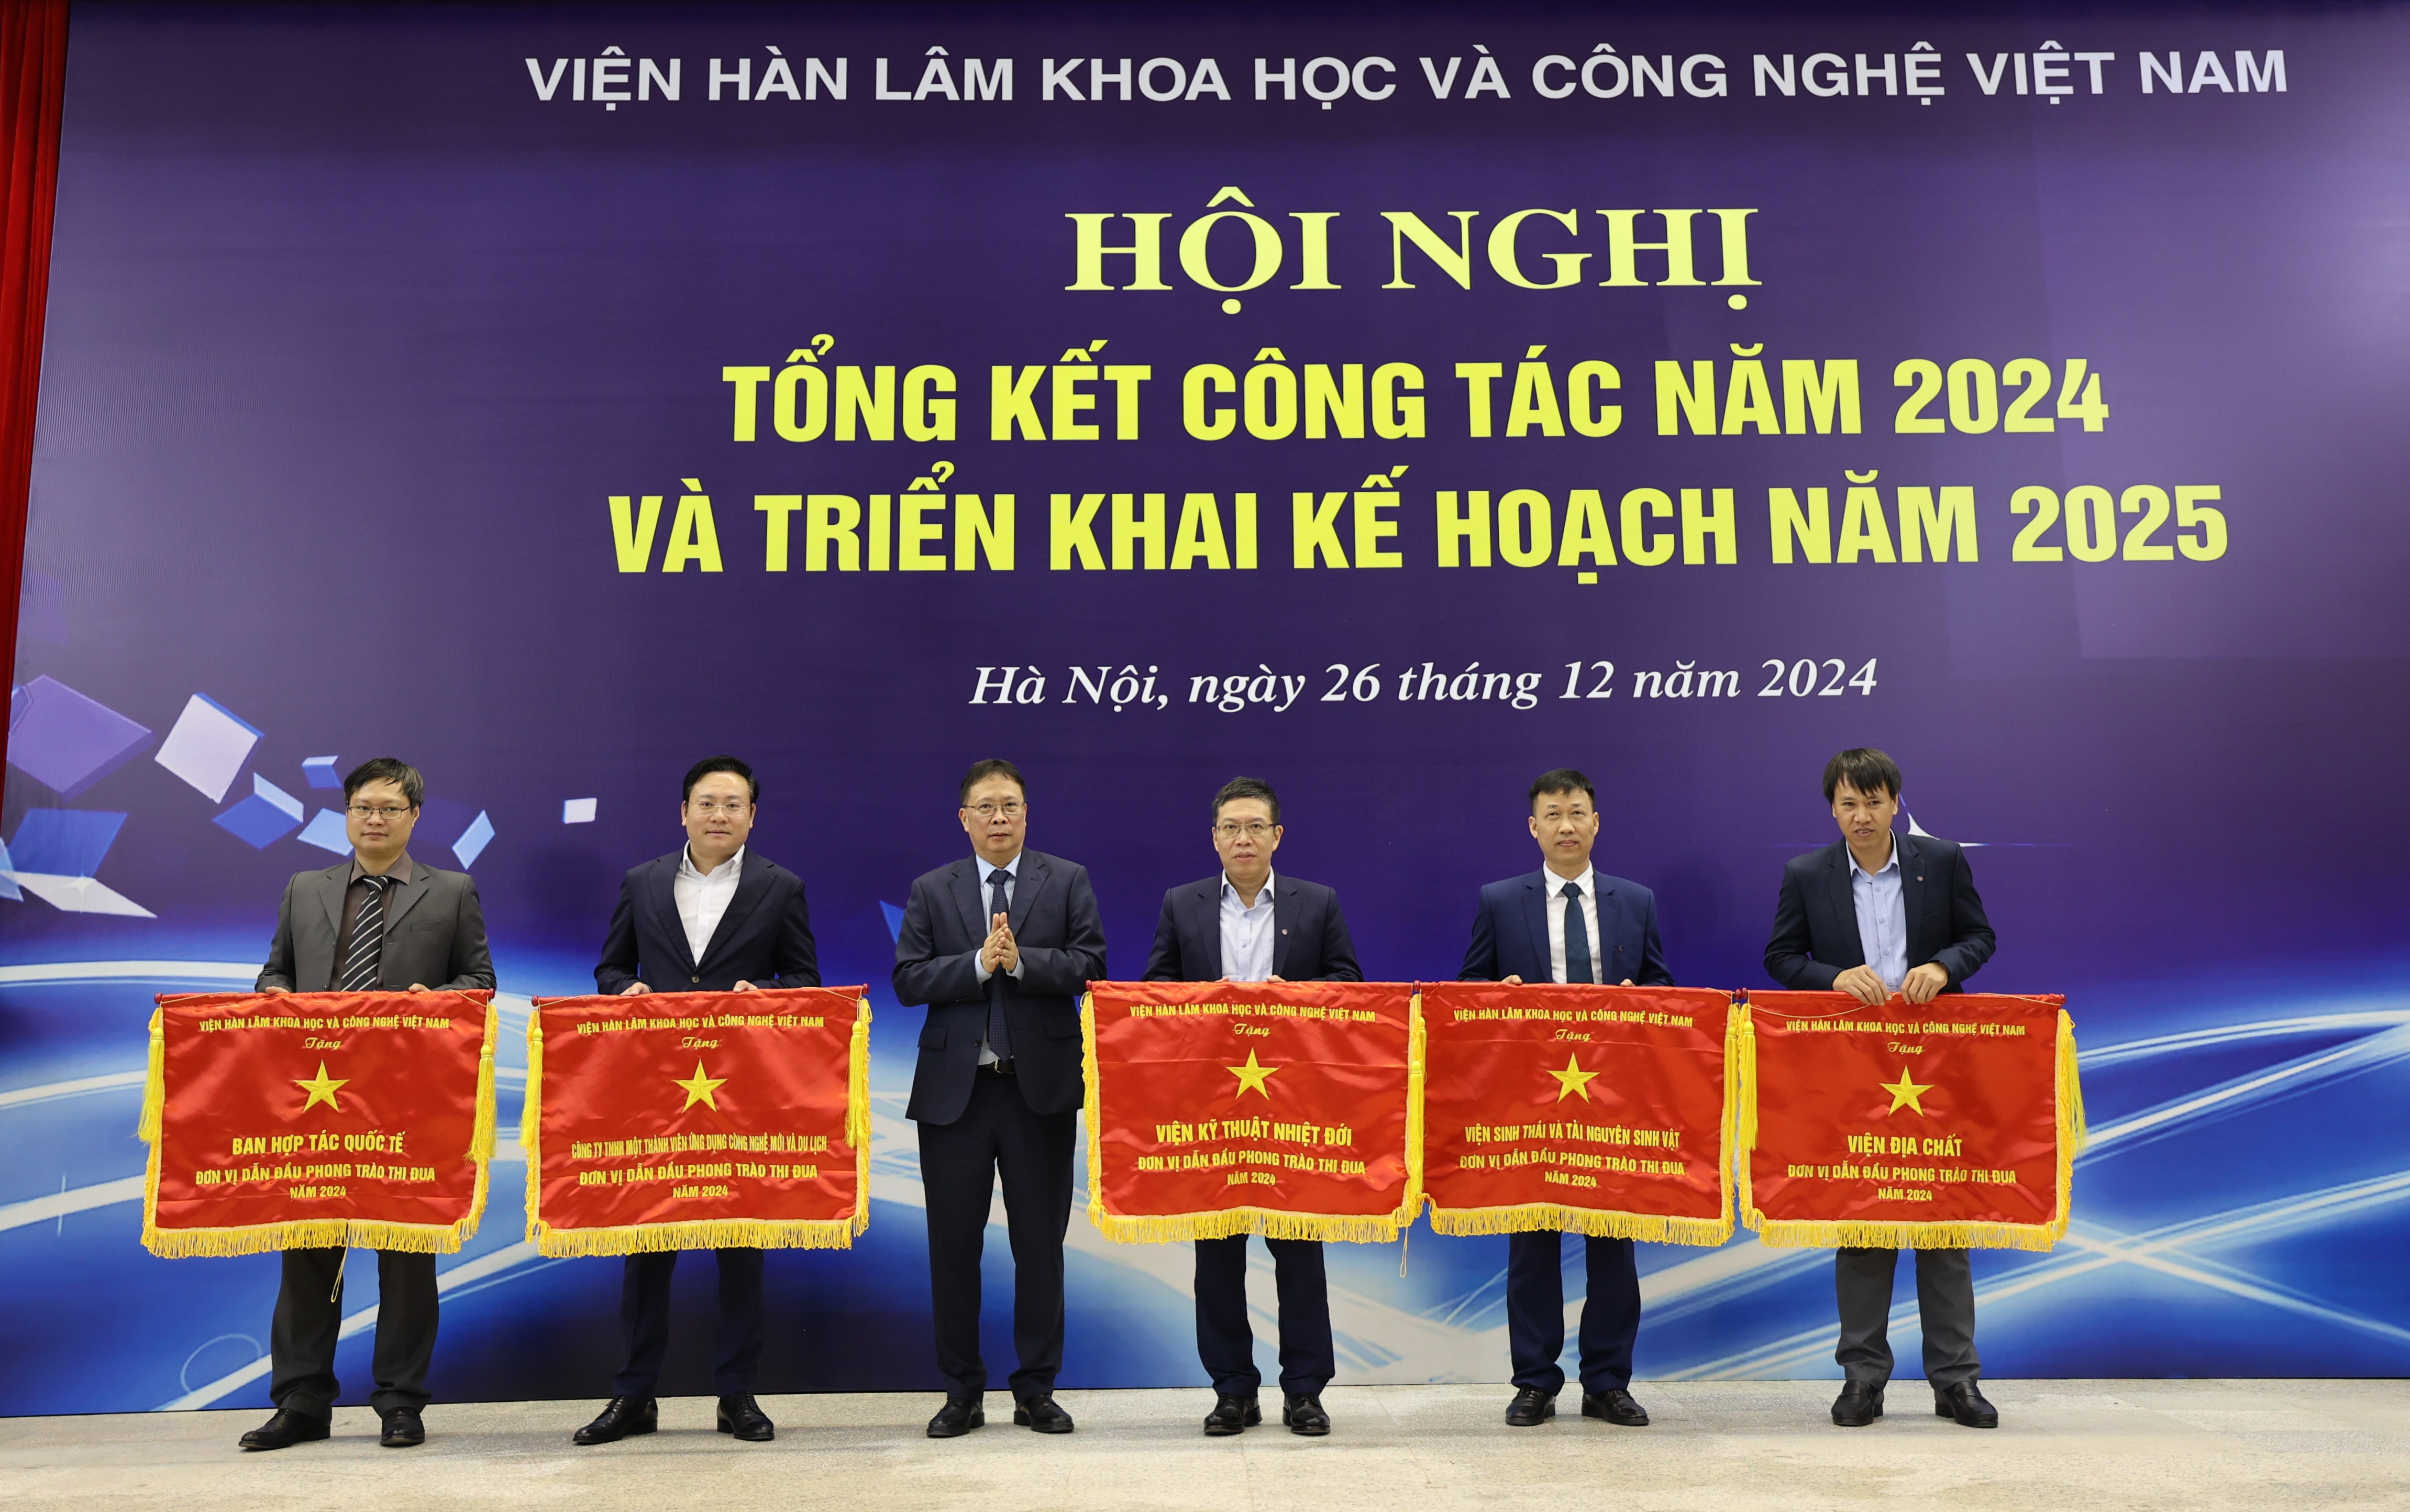 VIỆN HÀN LÂM KHOA HỌC VÀ CÔNG NGHỆ VIỆT NAM
HỘI NGHỊ
TỔNG KẾT CÔNG TÁC NĂM 2024
VÀ TRIỂN KHAI KẾ HOẠCH NĂM 2025
Hà Nội, ngày 26 tháng 12 năm 2024
VIỆN HÀN LÂM KHOA HỌC VÀ CÔNG NGHỆ VIỆT NAM
Tặng
BAN HỢP TÁC QUỐC TẾ
ĐƠN VỊ DẪN ĐẦU PHONG TRÀO THI ĐUA
NĂM 2024
VIỆN HÀN LÂM KHOA HỌC VÀ CÔNG NGHỆ VIỆT NAM
Tặng
CÔNG TY TNHH MỘT THÀNH VIÊN ỨNG DỤNG CÔNG NGHỆ MỚI VÀ DU LỊCH
ĐƠN VỊ DẪN ĐẦU PHONG TRÀO THI ĐUA
NĂM 2024
VIỆN HÀN LÂM KHOA HỌC VÀ CÔNG NGHỆ VIỆT NAM
Tặng
VIỆN KỸ THUẬT NHIỆT ĐỚI
ĐƠN VỊ DẪN ĐẦU PHONG TRÀO THI ĐUA
NĂM 2024
VIỆN HÀN LÂM KHOA HỌC VÀ CÔNG NGHỆ VIỆT NAM
Tặng
VIỆN SINH THÁI VÀ TÀI NGUYÊN SINH VẬT
ĐƠN VỊ DẪN ĐẦU PHONG TRÀO THI ĐUA
NĂM 2024
VIỆN HÀN LÂM KHOA HỌC VÀ CÔNG NGHỆ VIỆT NAM
Tặng
VIỆN ĐỊA CHẤT
ĐƠN VỊ DẪN ĐẦU PHONG TRÀO THI ĐUA
NĂM 2024